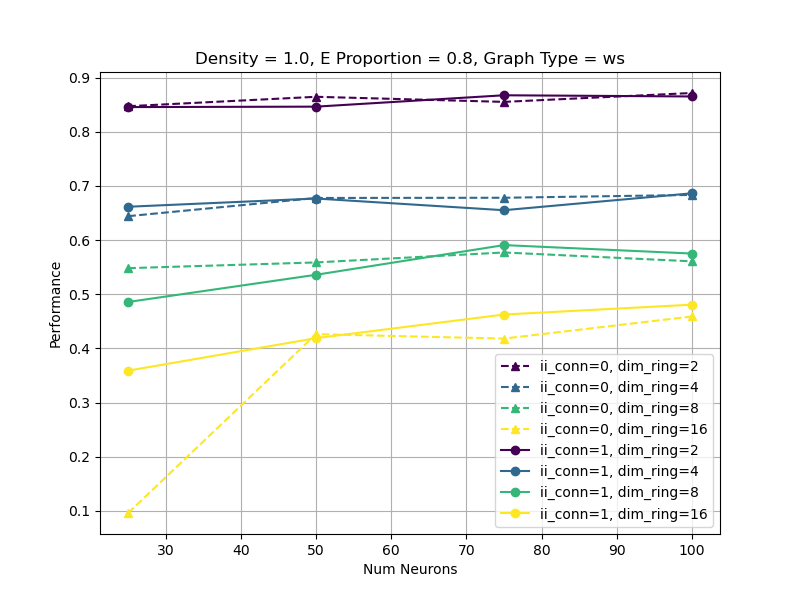 Density = 1.0, E Proportion = 0.8, Graph Type = ws
Performance
0.9
0.8
0.7
0.6
0.5
0.4
0.3
0.2
0.1
30 40 50 60 70 80 90 100
Num Neurons
ii_conn=0, dim_ring=2
ii_conn=0, dim_ring=4
ii_conn=0, dim_ring=8
ii_conn=0, dim_ring=16
ii_conn=1, dim_ring=2
ii_conn=1, dim_ring=4
ii_conn=1, dim_ring=8
ii_conn=1, dim_ring=16